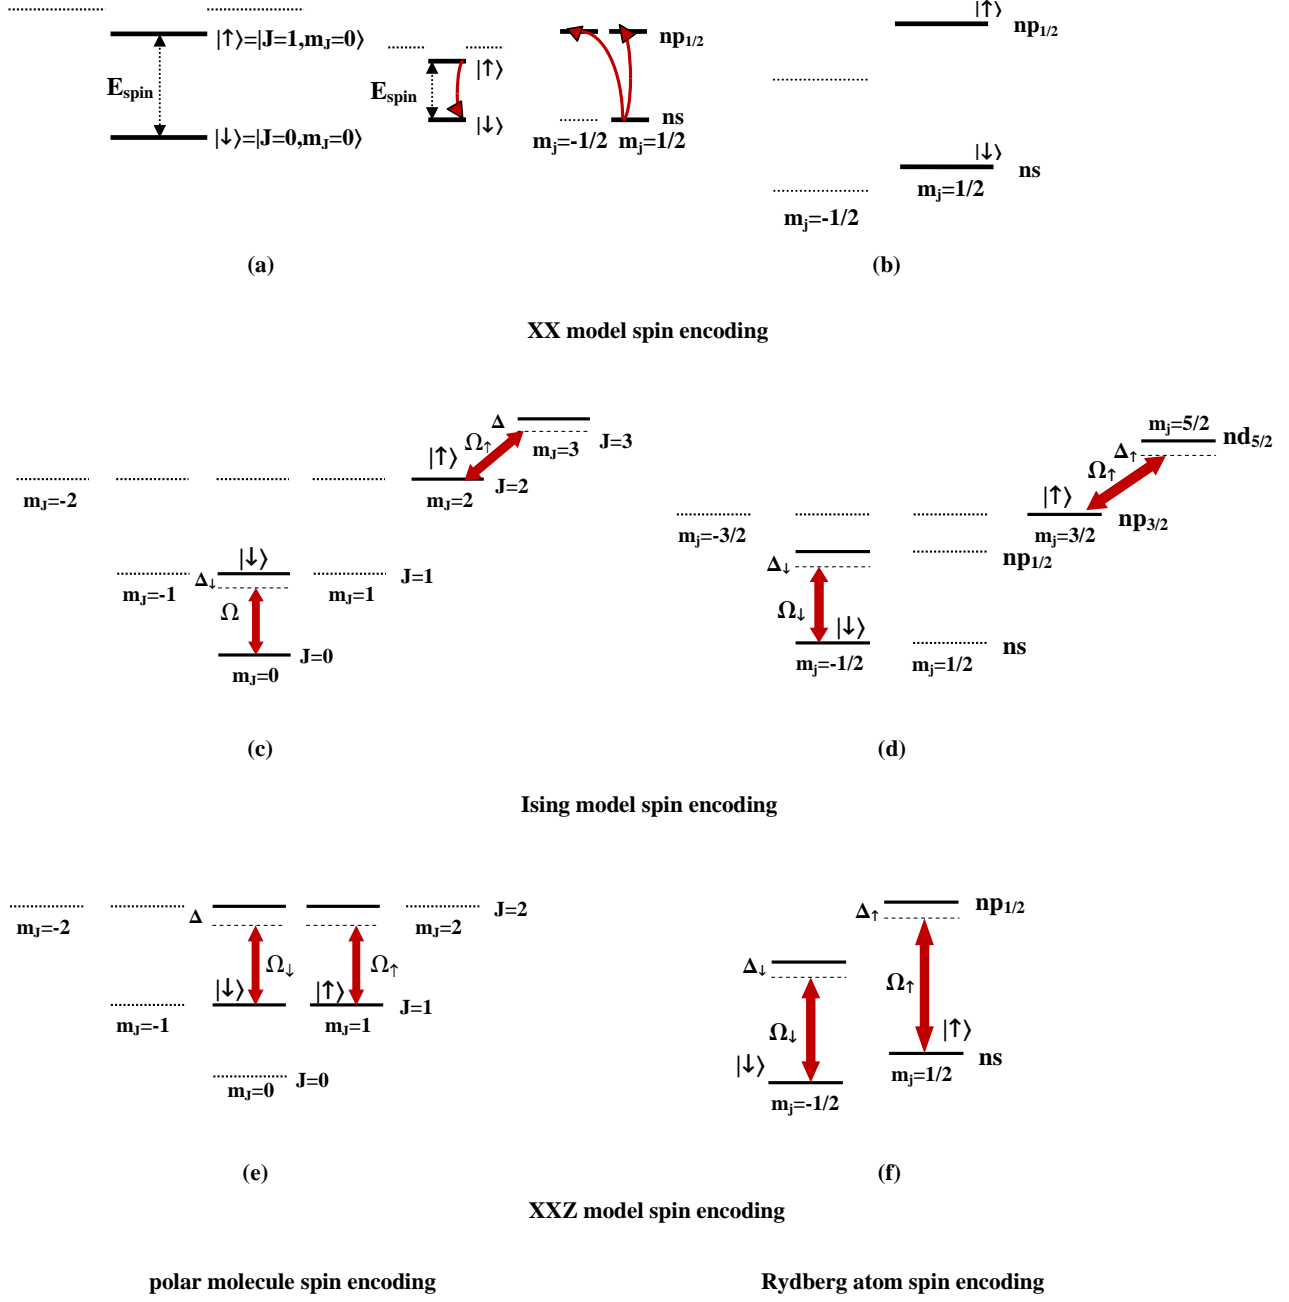 |↑⟩=|J=1,mJ=0⟩
Espin
|↓⟩=|J=0,mJ=0⟩
|↑⟩
Espin
|↓⟩
np1/2
ns
mj=-1/2 mj=1/2
(a)
|↑⟩
np1/2
|↓⟩
ns
mj=1/2
mj=-1/2
(b)
XX model spin encoding
Δ
Ω↑
mJ=3
J=3
|↑⟩
mJ=-2
mJ=2
J=2
|↓⟩
Δ↓
mJ=-1
mJ=1
J=1
Ω
mJ=0
J=0
(c)
mj=5/2
nd5/2
Δ↑
Ω↑
|↑⟩
mj=-3/2
mj=3/2
np3/2
Δ↓
np1/2
Ω↓
|↓⟩
mj=-1/2
mj=1/2
ns
(d)
Ising model spin encoding
Δ
mJ=-2
mJ=2
J=2
Ω↓
Ω↑
|↓⟩
|↑⟩
mJ=-1
mJ=1
J=1
mJ=0
J=0
(e)
Δ↑
np1/2
Δ↓
Ω↑
Ω↓
|↑⟩
|↓⟩
mj=1/2
ns
mj=-1/2
(f)
XXZ model spin encoding
polar molecule spin encoding
Rydberg atom spin encoding